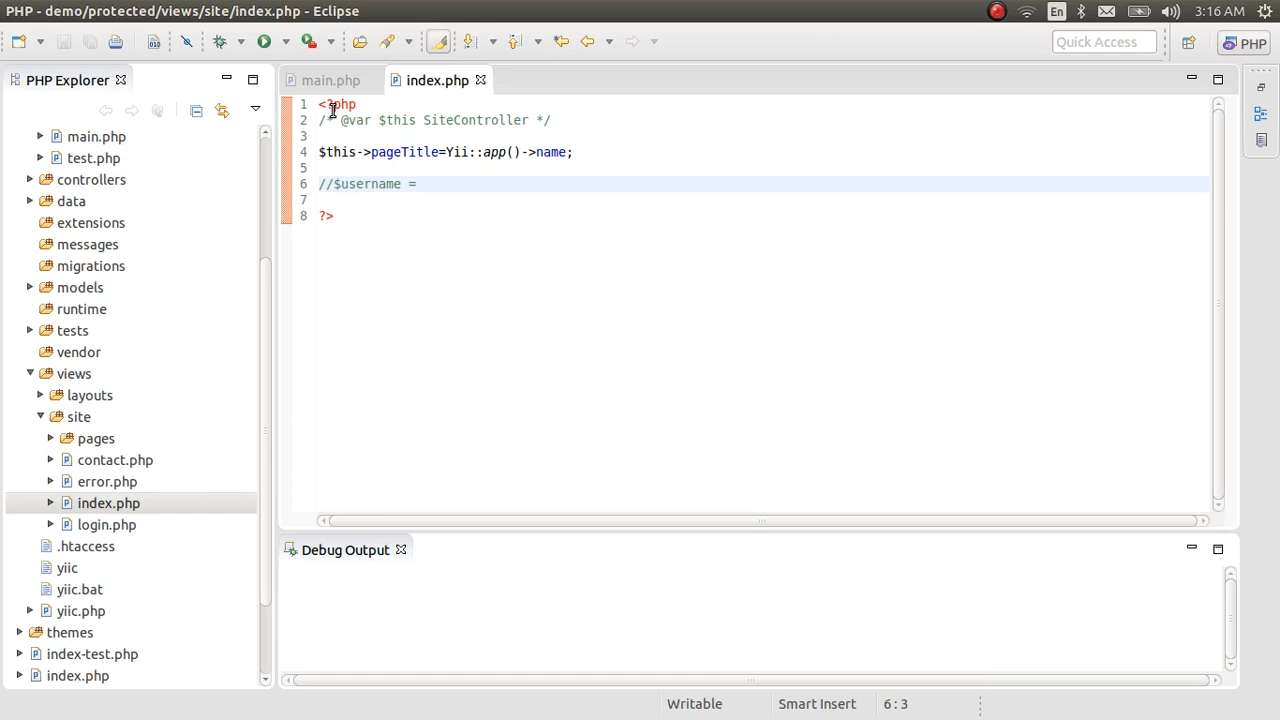 PHP - demo/protected/views/site/index.php - Eclipse
En
3:16 AM
Quick Access
PHP
PHP Explorer
main.php
test.php
controllers
data
extensions
messages
migrations
models
runtime
tests
vendor
views
layouts
site
pages
contact.php
error.php
index.php
login.php
.htaccess
yiic
yiic.bat
yiic.php
themes
index-test.php
index.php
main.php
index.php
1 <?php
2 /* @var $this SiteController */
3
4 $this->pageTitle=Yii::app()->name;
5
6 //$username =
7
8 ?>
Debug Output
Writable
Smart Insert
6 : 3